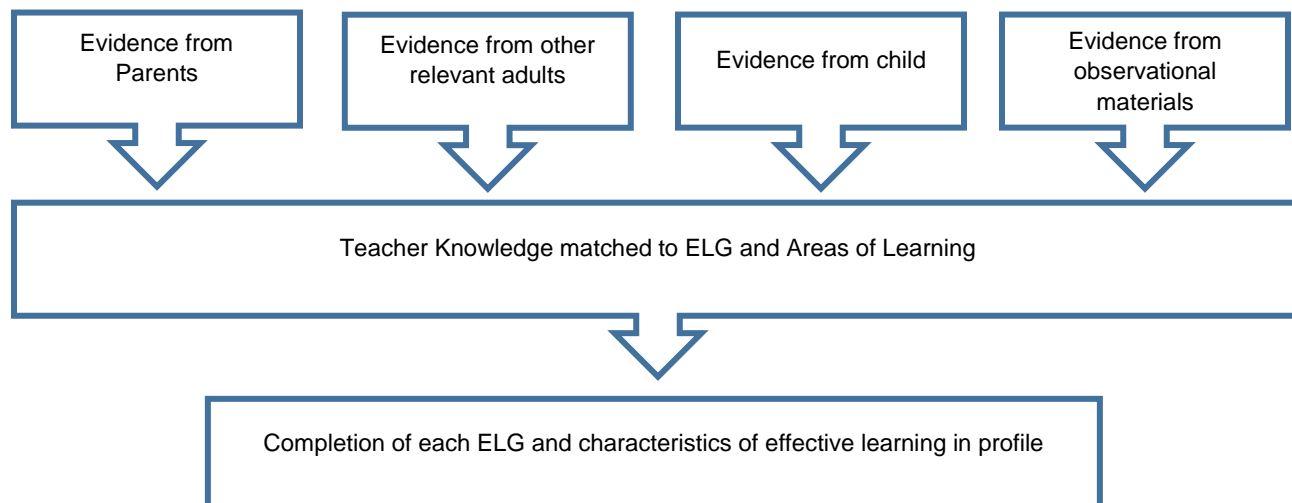 Evidence from
Parents
Evidence from other
relevant adults
Evidence from child
Evidence from
observational
materials
Teacher Knowledge matched to ELG and Areas of Learning
Completion of each ELG and characteristics of effective learning in profile